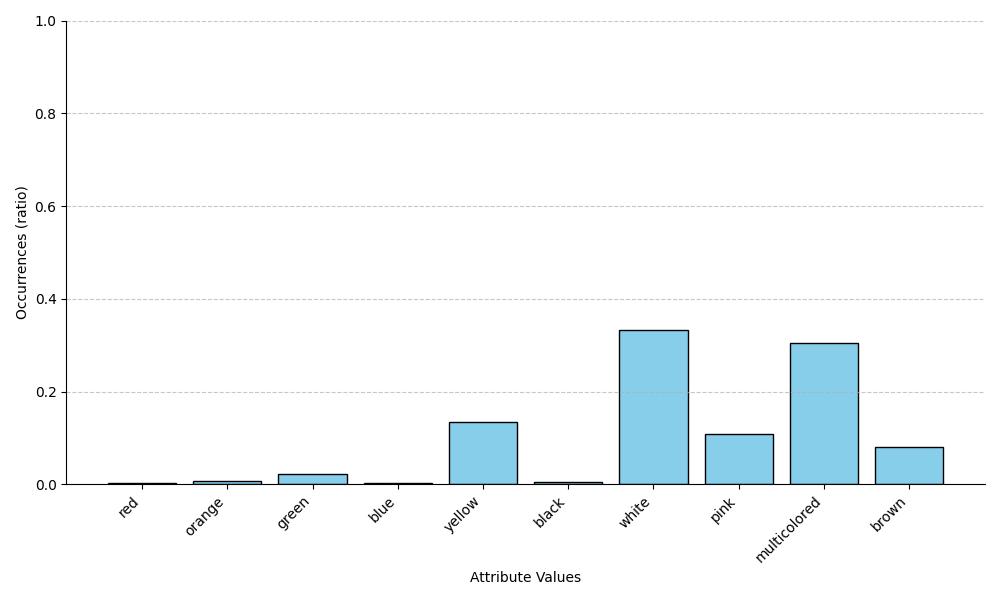 1.0
0.8
Occurrences (ratio)
0.6
0.4
0.2
0.0
red
orange
green
blue
yellow
black
white
pink
multicolored
brown
Attribute Values